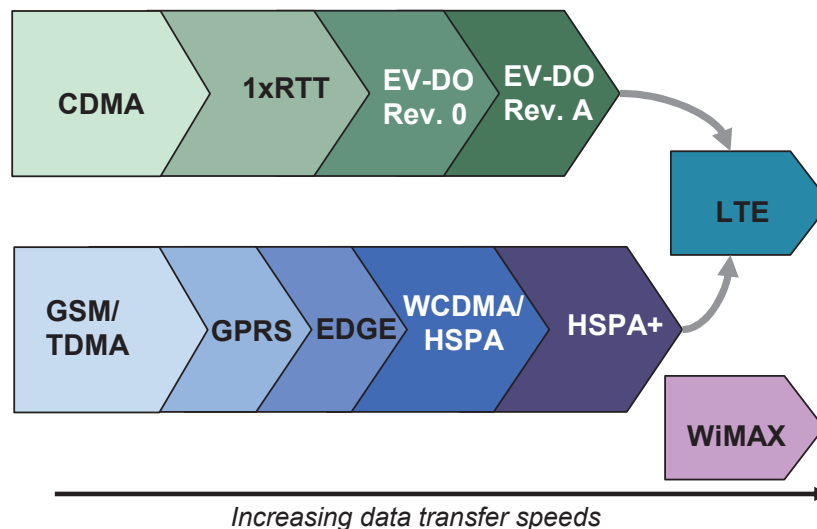 CDMA
1xRTT
EV-DO
Rev. 0
EV-DO
Rev. A
LTE
GSM/
TDMA
GPRS
EDGE
WCDMA/
HSPA
HSPA+
WiMAX
Increasing data transfer speeds